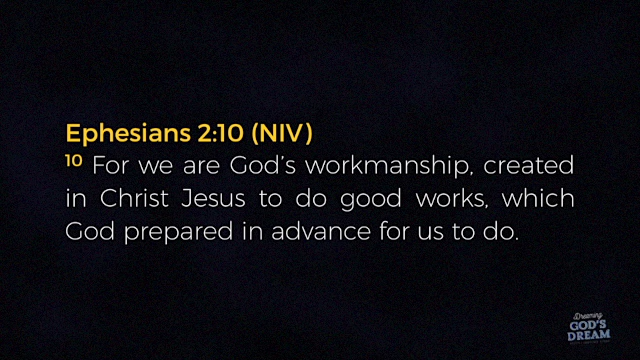 Ephesians 2:10 (NIV)
10 For we are God's workmanship, created
in Christ Jesus to do good works, which
God prepared in advance for us to do.
Dreaming
GOD'S
DREAM